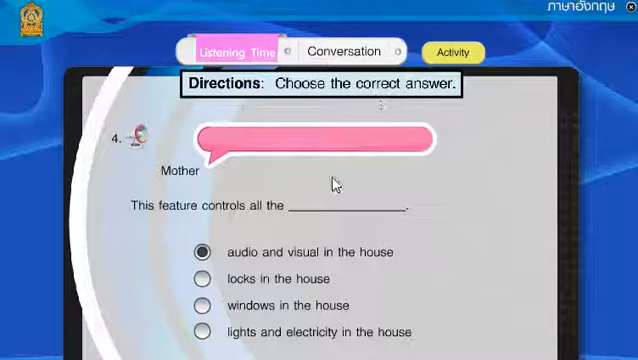 ภาษาอังกฤษ
Listening Time
Conversation
Activity
Directions: Choose the correct answer.
4.
Mother
This feature controls all the ____________________.
audio and visual in the house
locks in the house
windows in the house
lights and electricity in the house